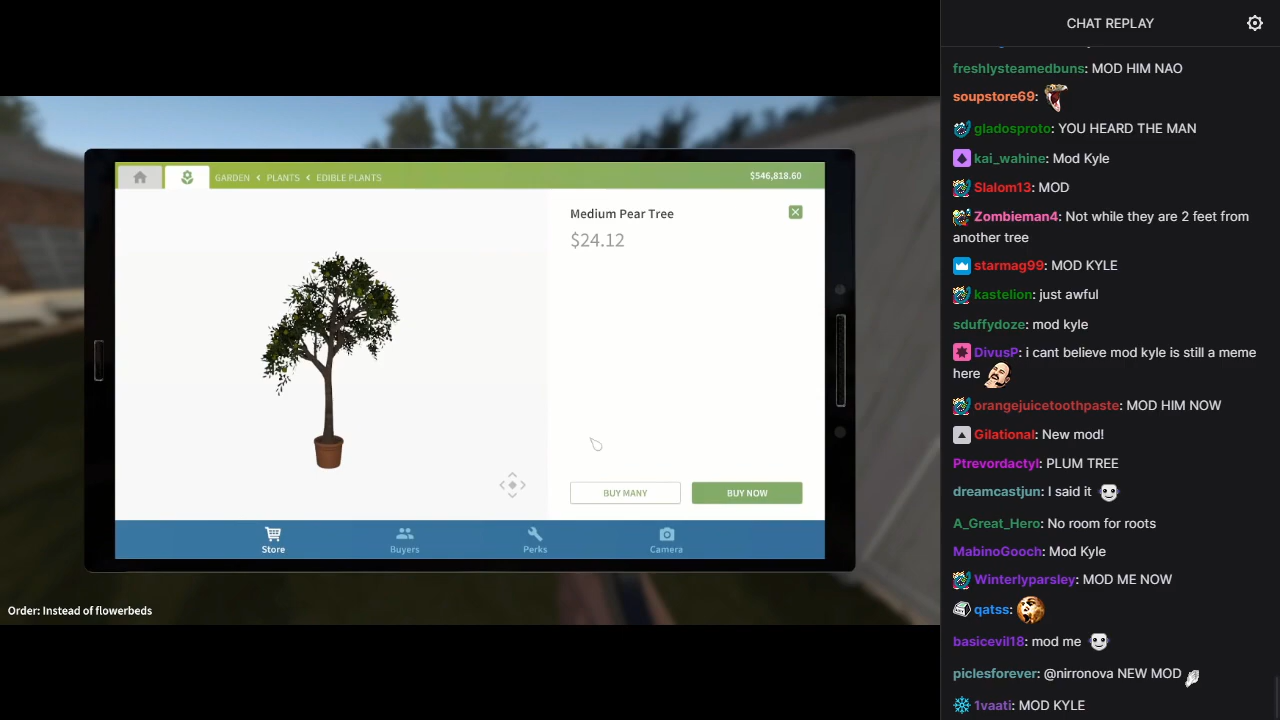 CHAT REPLAY
freshlysteamedbuns: MOD HIM NAO
soupstore69:
gladosproto: YOU HEARD THE MAN
kai_wahine: Mod Kyle
Slalom13: MOD
Zombieman4: Not while they are 2 feet from
another tree
starmag99: MOD KYLE
kastelion: just awful
sduffydoze: mod kyle
DivusP: i cant believe mod kyle is still a meme
here
orangejuicetoothpaste: MOD HIM NOW
Gilational: New mod!
Ptrevordactyl: PLUM TREE
dreamcastjun: I said it
A_Great_Hero: No room for roots
MabinoGooch: Mod Kyle
Winterlyparsley: MOD ME NOW
qatss:
basicevil18: mod me
piclesforever: @nirronova NEW MOD
1vaati: MOD KYLE
GARDEN < PLANTS < EDIBLE PLANTS
$546,818.60
Medium Pear Tree
$24.12
BUY MANY
BUY NOW
Store
Buyers
Perks
Camera
Order: Instead of flowerbeds